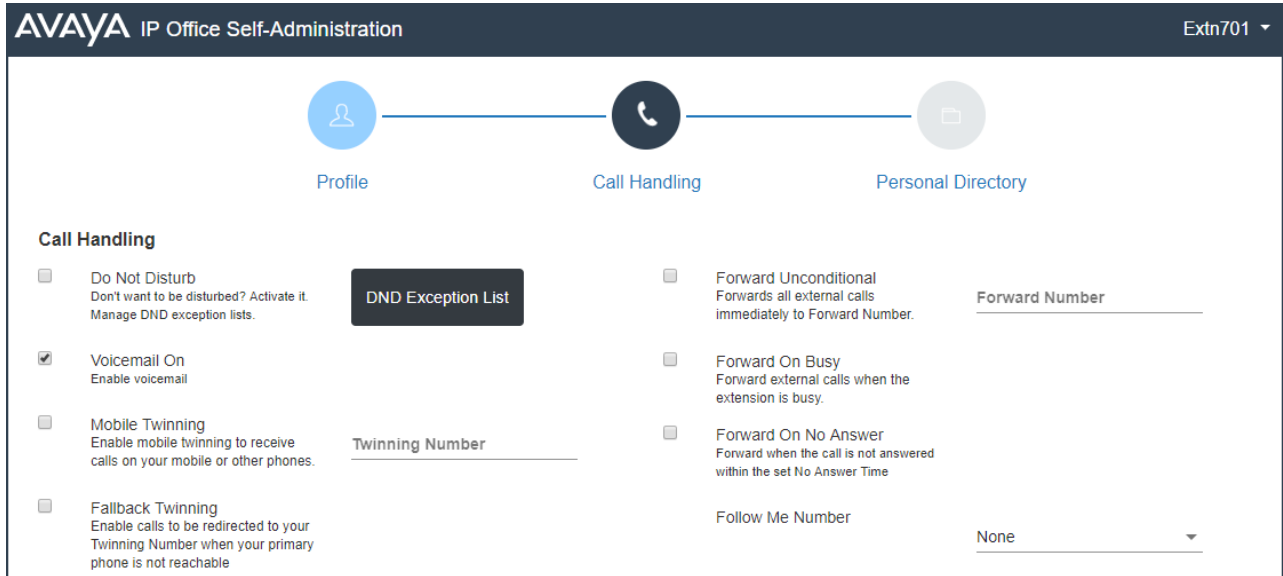 AVAYA IP Office Self-Administration
Extn701
Profile
Call Handling
Personal Directory
Call Handling
Do Not Disturb
Don't want to be disturbed? Activate it.
Manage DND exception lists.
DND Exception List
Voicemail On
Enable voicemail
Mobile Twinning
Enable mobile twinning to receive
calls on your mobile or other phones.
Twinning Number
Fallback Twinning
Enable calls to be redirected to your
Twinning Number when your primary
phone is not reachable
Forward Unconditional
Forwards all external calls
immediately to Forward Number.
Forward Number
Forward On Busy
Forward external calls when the
extension is busy.
Forward On No Answer
Forward when the call is not answered
within the set No Answer Time
Follow Me Number
None